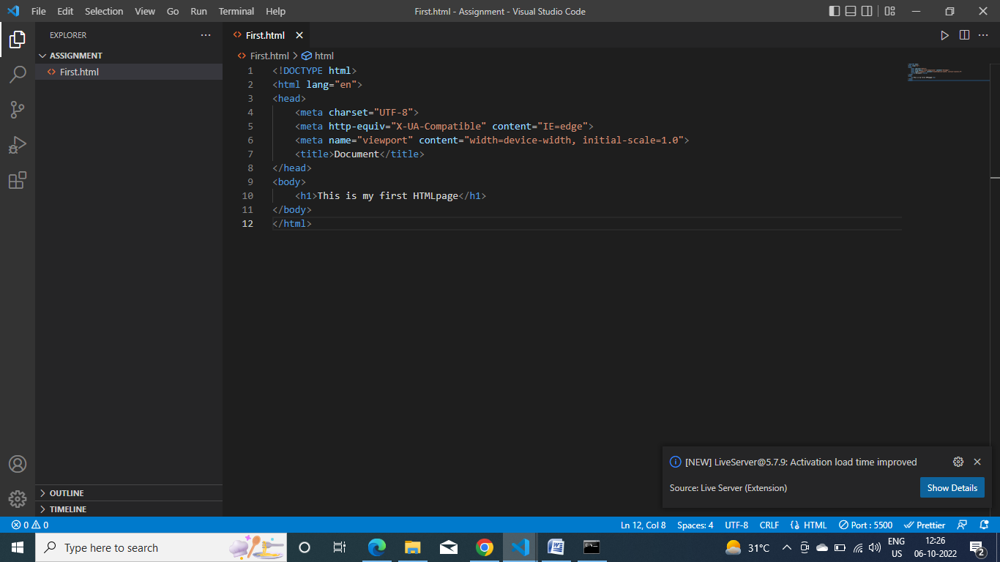 File Edit Selection View Go Run Terminal Help
First.html - Assignment - Visual Studio Code
EXPLORER
ASSIGNMENT
First.html
OUTLINE
TIMELINE
First.html
First.html html
1 <!DOCTYPE html>
2 <html lang="en">
3 <head>
4     <meta charset="UTF-8">
5     <meta http-equiv="X-UA-Compatible" content="IE=edge">
6     <meta name="viewport" content="width=device-width, initial-scale=1.0">
7     <title>Document</title>
8 </head>
9 <body>
10     <h1>This is my first HTMLpage</h1>
11 </body>
12 </html>
[NEW] LiveServer@5.7.9: Activation load time improved
Source: Live Server (Extension)
Show Details
0 0
Ln 12, Col 8 Spaces: 4 UTF-8 CRLF HTML Port : 5500 Prettier
Type here to search
31°C
ENG
US
12:26
06-10-2022
2